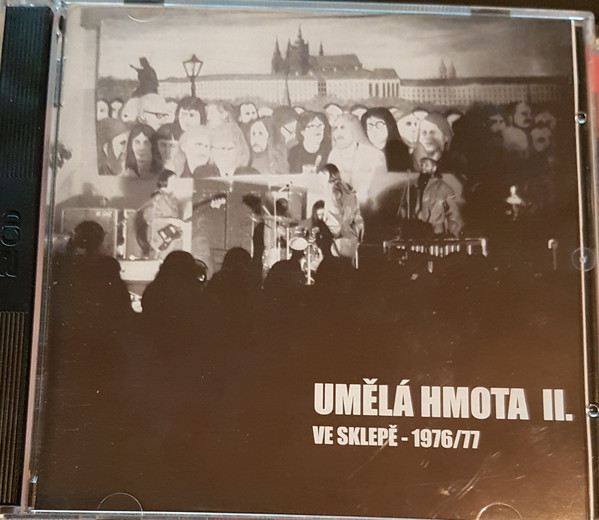 UMĚLÁ HMOTA II.
VE SKLEPĚ - 1976/77